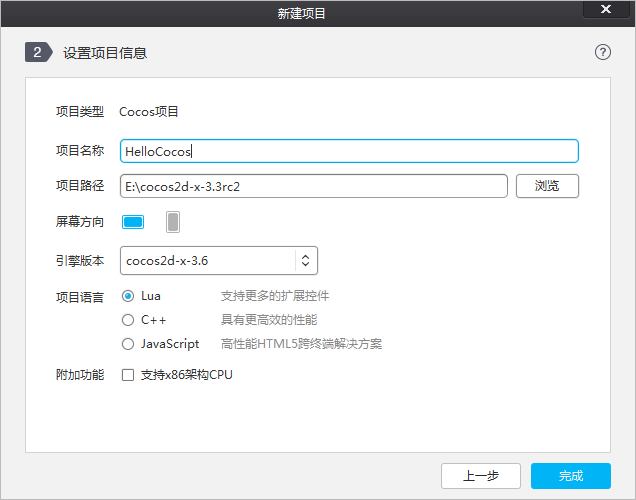 新建项目
2 设置项目信息 ?
项目类型 Cocos项目
项目名称 HelloCocos
项目路径 E:\cocos2d-x-3.3rc2 浏览
屏幕方向
引擎版本 cocos2d-x-3.6
项目语言 Lua 支持更多的扩展控件
C++ 具有更高效的性能
JavaScript 高性能HTML5跨终端解决方案
附加功能 支持x86架构CPU
上一步 完成